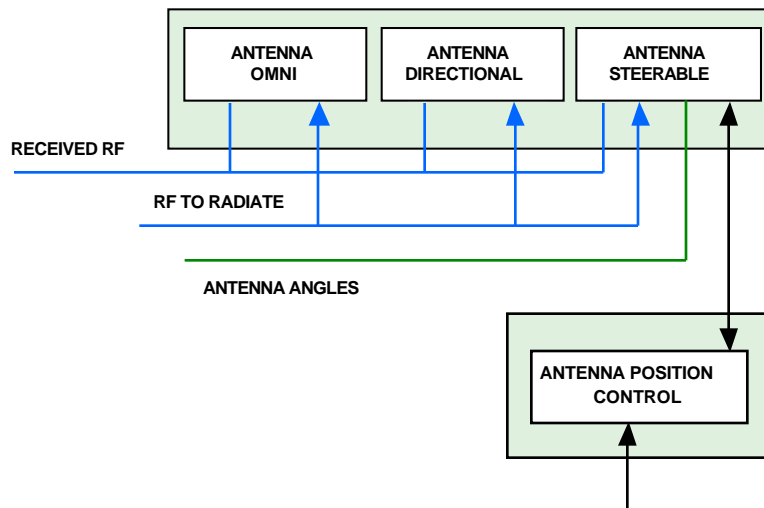 ANTENNA
OMNI
ANTENNA
DIRECTIONAL
ANTENNA
STEERABLE
RECEIVED RF
RF TO RADIATE
ANTENNA ANGLES
ANTENNA POSITION
CONTROL